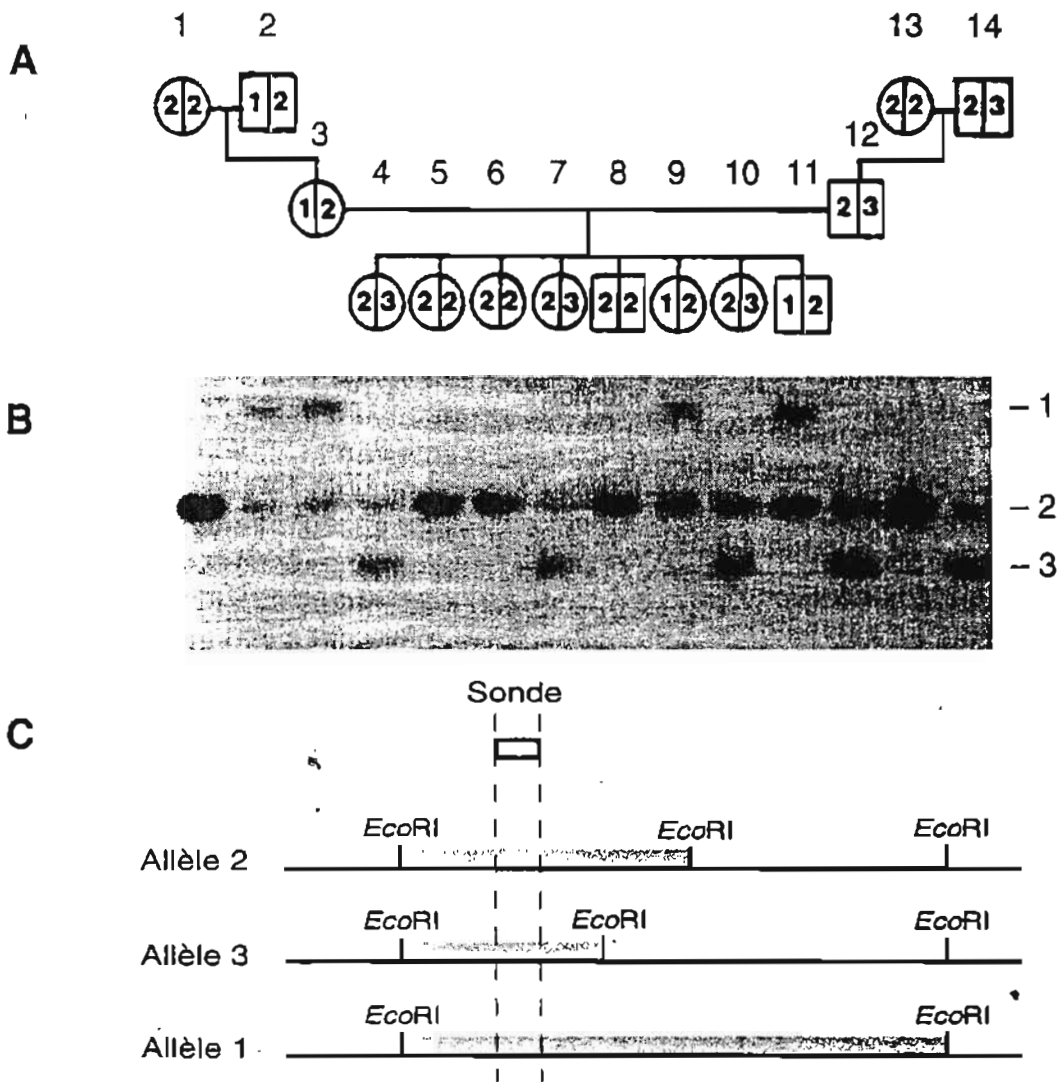 1 2 13 14
A
2 2 1 2 2 2 2 3
3 12
4 5 6 7 8 9 10 11
1 2 2 3
2 3 2 2 2 2 2 3 2 2 1 2 2 3 1 2
B
– 1
– 2
– 3
Sonde
C
EcoRI EcoRI EcoRI
Allèle 2
EcoRI EcoRI EcoRI
Allèle 3
EcoRI EcoRI
Allèle 1